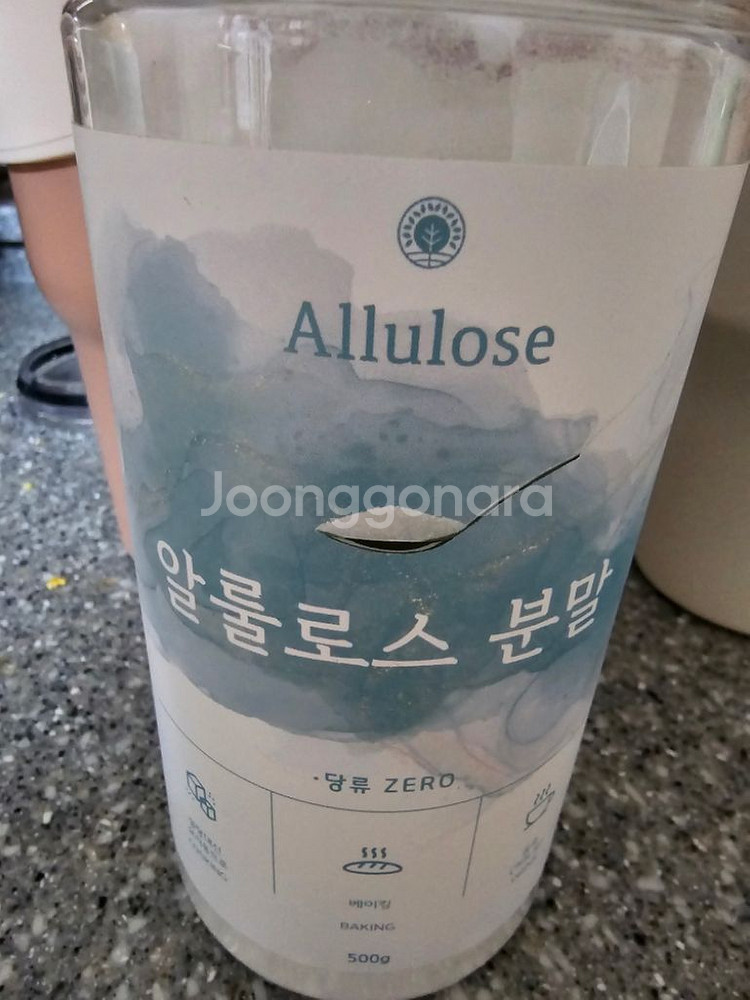 Allulose
Joonggonara
알룰로스 분말
·당류 ZERO
베이킹
BAKING
500g